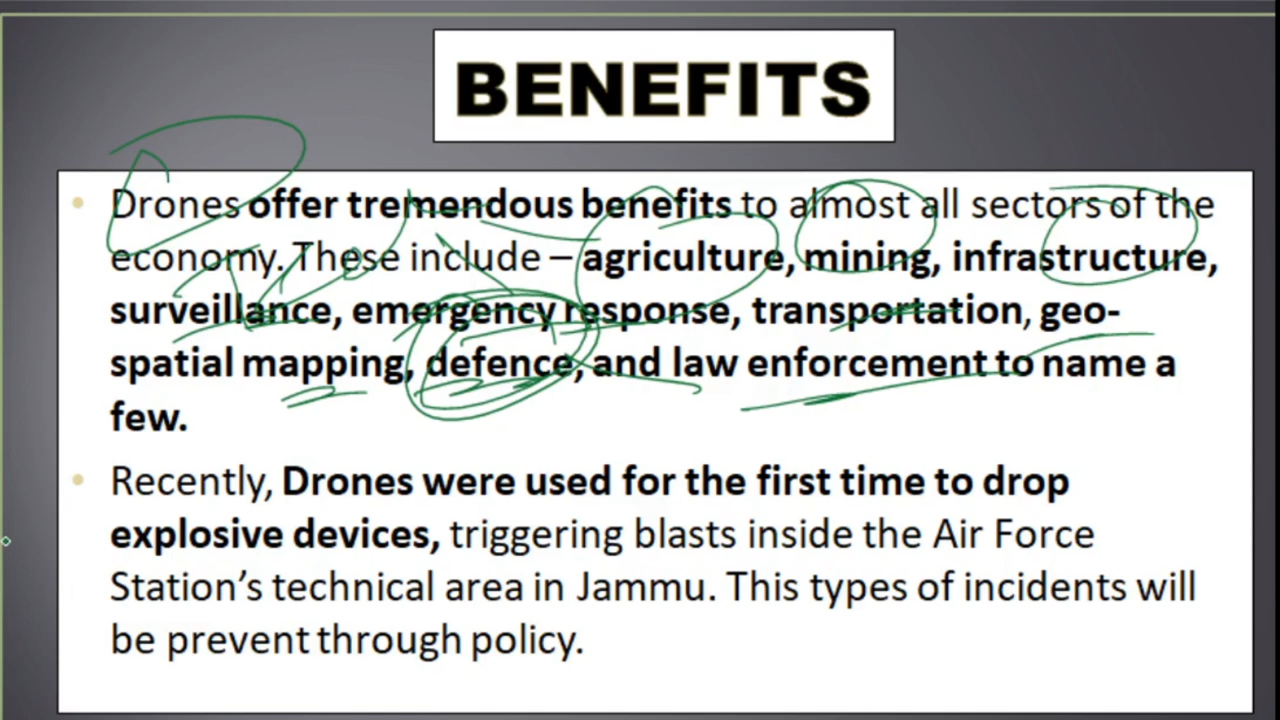 BENEFITS
Drones offer tremendous benefits to almost all sectors of the
economy. These include – agriculture, mining, infrastructure,
surveillance, emergency response, transportation, geo-
spatial mapping, defence, and law enforcement to name a
few.
Recently, Drones were used for the first time to drop
explosive devices, triggering blasts inside the Air Force
Station's technical area in Jammu. This types of incidents will
be prevent through policy.